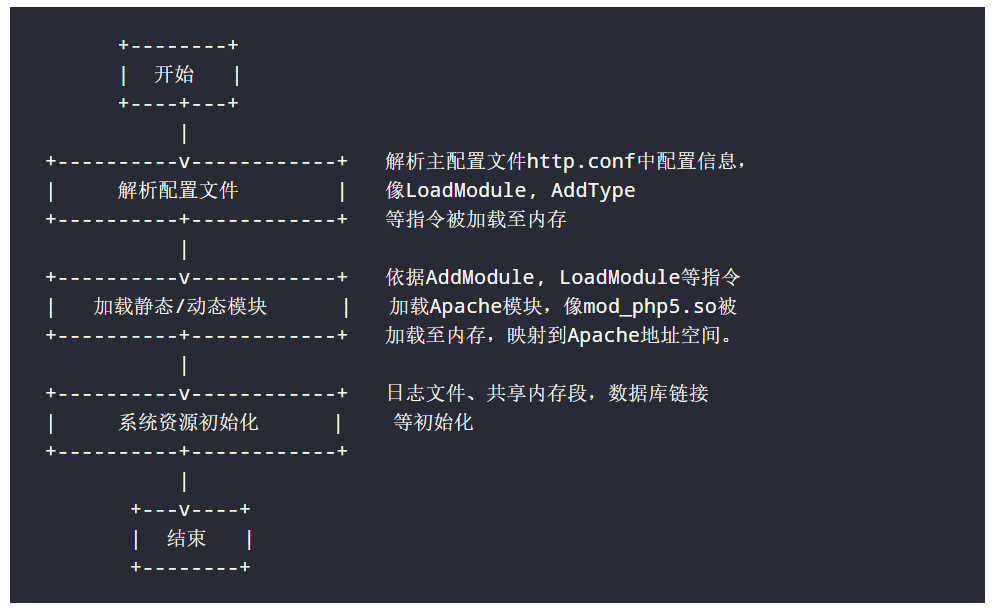 +--------+
|  开始   |
+----+---+
|
+----------v------------+   解析主配置文件http.conf中配置信息，
|     解析配置文件        |   像LoadModule, AddType
+----------+------------+   等指令被加载至内存
|
+----------v------------+   依据AddModule, LoadModule等指令
|   加载静态/动态模块      |   加载Apache模块，像mod_php5.so被
+----------+------------+   加载至内存，映射到Apache地址空间。
|
+----------v------------+   日志文件、共享内存段，数据库链接
|     系统资源初始化      |    等初始化
+----------+------------+
|
+---v----+
|  结束   |
+--------+